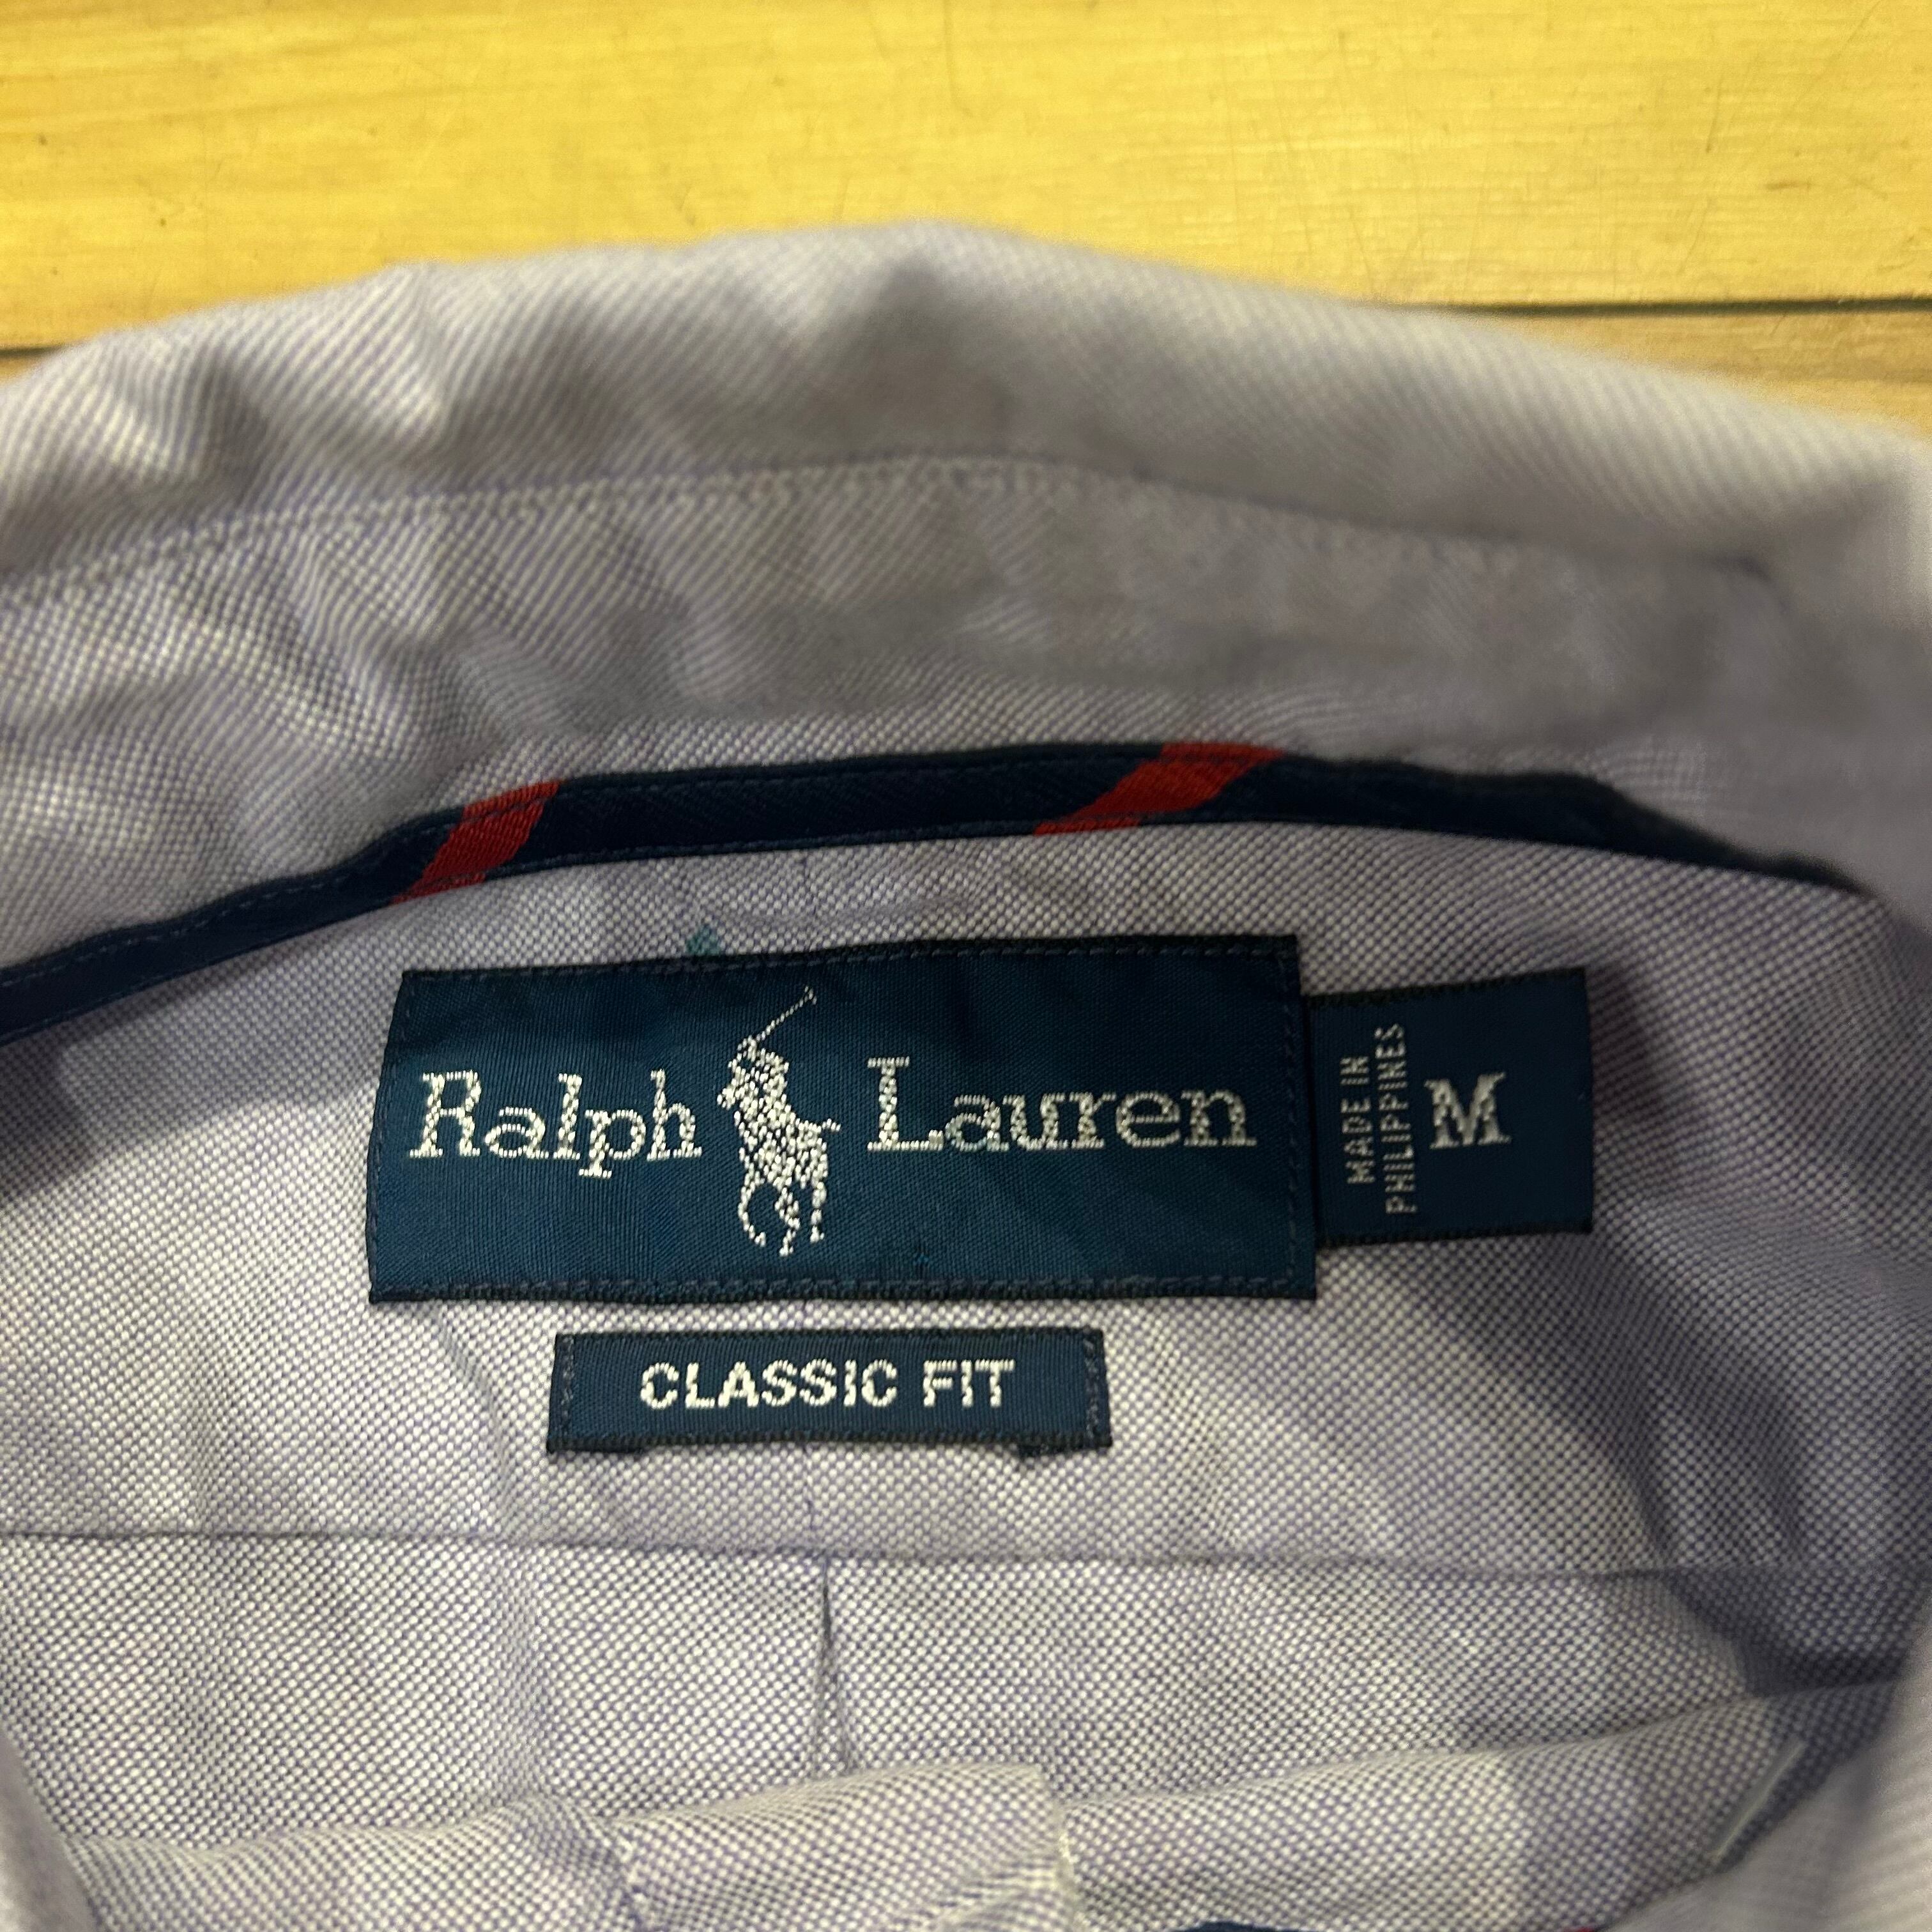 Ralph Lauren
MADE IN
PHILIPPINES
M
CLASSIC FIT